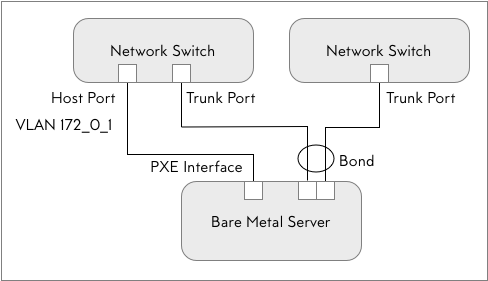 Network Switch
Network Switch
Host Port
Trunk Port
Trunk Port
VLAN 172_0_1
PXE Interface
Bond
Bare Metal Server